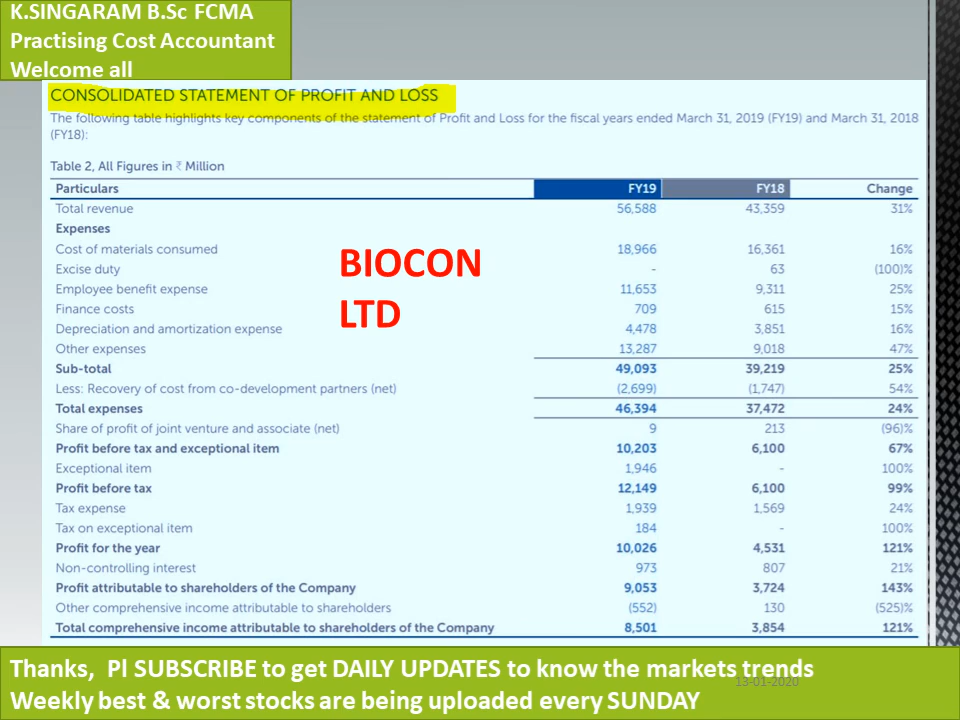 K.SINGARAM B.Sc FCMA
Practising Cost Accountant
Welcome all
CONSOLIDATED STATEMENT OF PROFIT AND LOSS
The following table highlights key components of the statement of Profit and Loss for the fiscal years ended March 31, 2019 (FY19) and March 31, 2018
(FY18):
Table 2, All Figures in ₹ Million
Particulars FY19 FY18 Change
Total revenue 56,588 43,359 31%
Expenses
Cost of materials consumed 18,966 16,361 16%
Excise duty - 63 (100)%
Employee benefit expense 11,653 9,311 25%
Finance costs 709 615 15%
Depreciation and amortization expense 4,478 3,851 16%
Other expenses 13,287 9,018 47%
Sub-total 49,093 39,219 25%
Less: Recovery of cost from co-development partners (net) (2,699) (1,747) 54%
Total expenses 46,394 37,472 24%
Share of profit of joint venture and associate (net) 9 213 (96)%
Profit before tax and exceptional item 10,203 6,100 67%
Exceptional item 1,946 - 100%
Profit before tax 12,149 6,100 99%
Tax expense 1,939 1,569 24%
Tax on exceptional item 184 - 100%
Profit for the year 10,026 4,531 121%
Non-controlling interest 973 807 21%
Profit attributable to shareholders of the Company 9,053 3,724 143%
Other comprehensive income attributable to shareholders (552) 130 (525)%
Total comprehensive income attributable to shareholders of the Company 8,501 3,854 121%
BIOCON
LTD
Thanks, Pl SUBSCRIBE to get DAILY UPDATES to know the markets trends
13-01-2020
Weekly best & worst stocks are being uploaded every SUNDAY